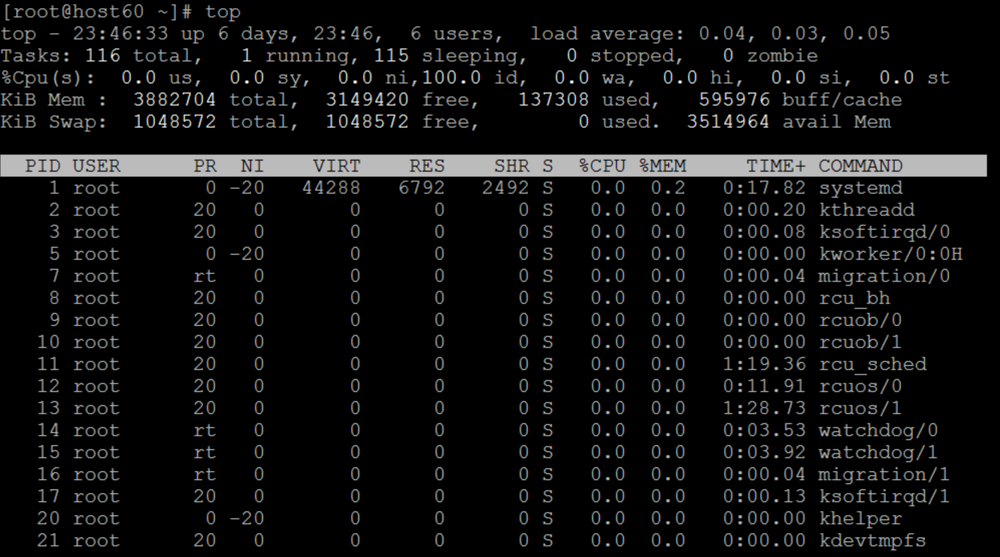 [root@host60 ~]# top
top - 23:46:33 up 6 days, 23:46,  6 users,  load average: 0.04, 0.03, 0.05
Tasks: 116 total,   1 running, 115 sleeping,   0 stopped,   0 zombie
%Cpu(s):  0.0 us,  0.0 sy,  0.0 ni,100.0 id,  0.0 wa,  0.0 hi,  0.0 si,  0.0 st
KiB Mem :  3882704 total,  3149420 free,   137308 used,   595976 buff/cache
KiB Swap:  1048572 total,  1048572 free,        0 used.  3514964 avail Mem
  PID USER      PR  NI    VIRT    RES    SHR S  %CPU %MEM     TIME+ COMMAND
    1 root       0 -20   44288   6792   2492 S   0.0  0.2   0:17.82 systemd
    2 root      20   0       0      0      0 S   0.0  0.0   0:00.20 kthreadd
    3 root      20   0       0      0      0 S   0.0  0.0   0:00.08 ksoftirqd/0
    5 root       0 -20       0      0      0 S   0.0  0.0   0:00.00 kworker/0:0H
    7 root      rt   0       0      0      0 S   0.0  0.0   0:00.04 migration/0
    8 root      20   0       0      0      0 S   0.0  0.0   0:00.00 rcu_bh
    9 root      20   0       0      0      0 S   0.0  0.0   0:00.00 rcuob/0
   10 root      20   0       0      0      0 S   0.0  0.0   0:00.00 rcuob/1
   11 root      20   0       0      0      0 S   0.0  0.0   1:19.36 rcu_sched
   12 root      20   0       0      0      0 S   0.0  0.0   0:11.91 rcuos/0
   13 root      20   0       0      0      0 S   0.0  0.0   1:28.73 rcuos/1
   14 root      rt   0       0      0      0 S   0.0  0.0   0:03.53 watchdog/0
   15 root      rt   0       0      0      0 S   0.0  0.0   0:03.92 watchdog/1
   16 root      rt   0       0      0      0 S   0.0  0.0   0:00.04 migration/1
   17 root      20   0       0      0      0 S   0.0  0.0   0:00.13 ksoftirqd/1
   20 root       0 -20       0      0      0 S   0.0  0.0   0:00.00 khelper
   21 root      20   0       0      0      0 S   0.0  0.0   0:00.00 kdevtmpfs